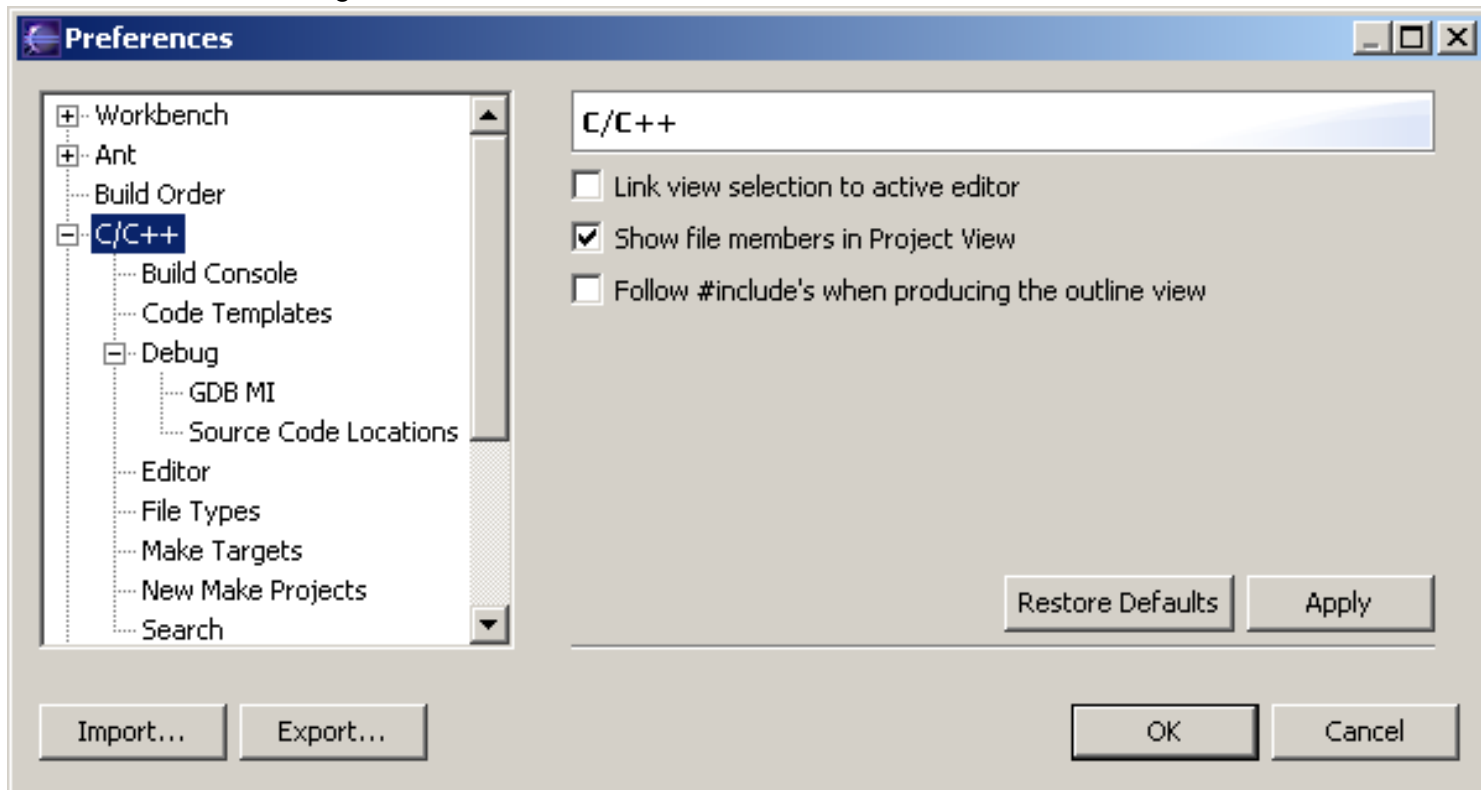 Preferences
Workbench
Ant
Build Order
C/C++
Build Console
Code Templates
Debug
GDB MI
Source Code Locations
Editor
File Types
Make Targets
New Make Projects
Search
C/C++
Link view selection to active editor
Show file members in Project View
Follow #include's when producing the outline view
Restore Defaults
Apply
Import...
Export...
OK
Cancel